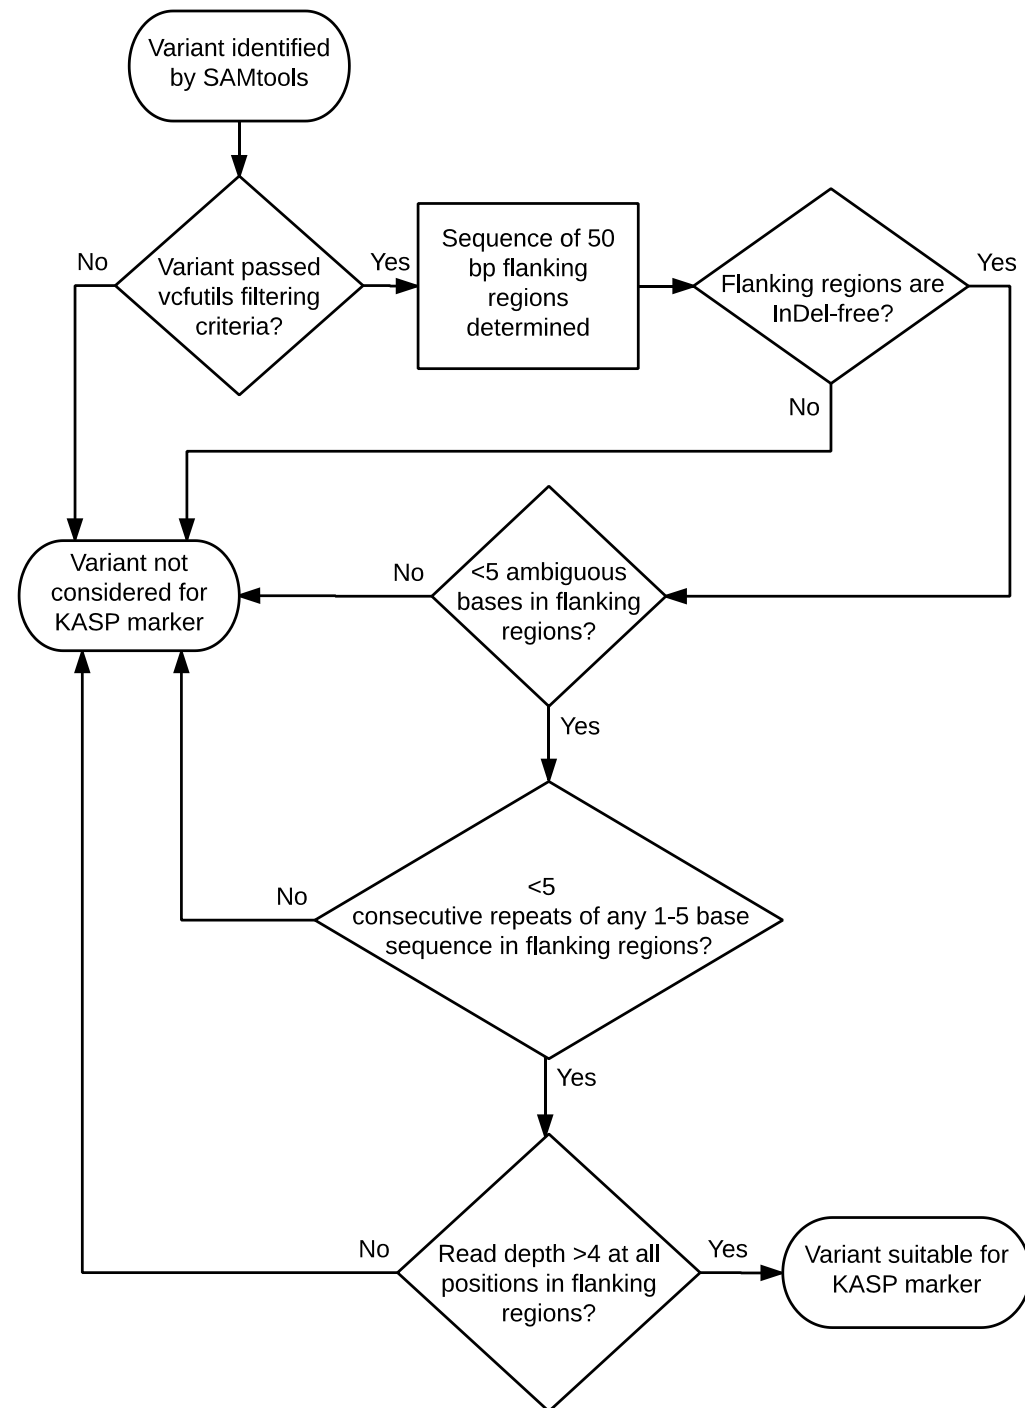 Variant identified
by SAMtools
No
Variant passed
vcfutils filtering
criteria?
Yes
Sequence of 50
bp flanking
regions
determined
Flanking regions are
InDel-free?
Yes
No
Variant not
considered for
KASP marker
No
<5 ambiguous
bases in flanking
regions?
Yes
No
<5
consecutive repeats of any 1-5 base
sequence in flanking regions?
Yes
No
Read depth >4 at all
positions in flanking
regions?
Yes
Variant suitable for
KASP marker